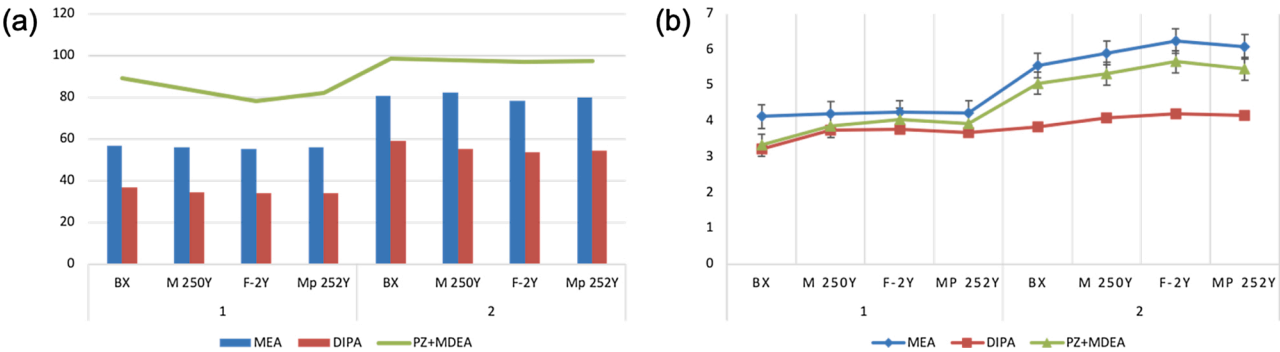 (a)
120
100
80
60
40
20
0
BX M 250Y F-2Y Mp 252Y BX M 250Y F-2Y Mp 252Y
1 2
MEA DIPA PZ+MDEA
(b)
7
6
5
4
3
2
1
0
BX M 250Y F-2Y MP 252Y BX M 250Y F-2Y MP 252Y
1 2
MEA DIPA PZ+MDEA